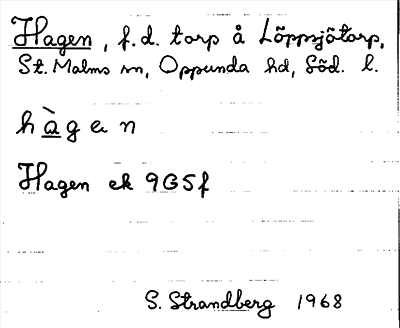 Hagen, f.d. torp å Löppsjötorp,
St. Malms sn, Oppunda hd, Söd. l.
hàgen
Hagen ek 9G5f
S. Strandberg 1968